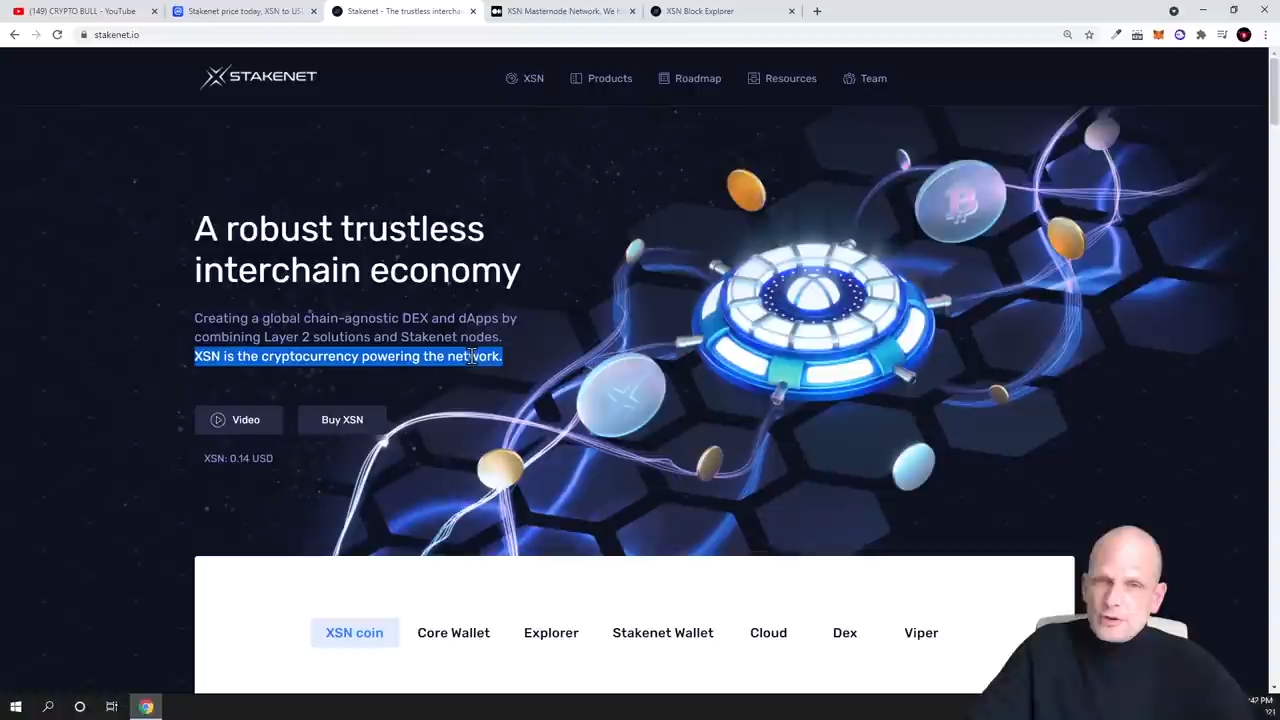 (149) CRYPTO BULL - YouTube
Stakenet price today, XSN to US
Stakenet - The trustless intercha
XSN Masternode Network. We h
XSN Block Explorer
stakenet.io
STAKENET
XSN
Products
Roadmap
Resources
Team
A robust trustless
interchain economy
Creating a global chain-agnostic DEX and dApps by
combining Layer 2 solutions and Stakenet nodes.
XSN is the cryptocurrency powering the network.
Video
Buy XSN
XSN: 0.14 USD
XSN coin
Core Wallet
Explorer
Stakenet Wallet
Cloud
Dex
Viper
:42 PM